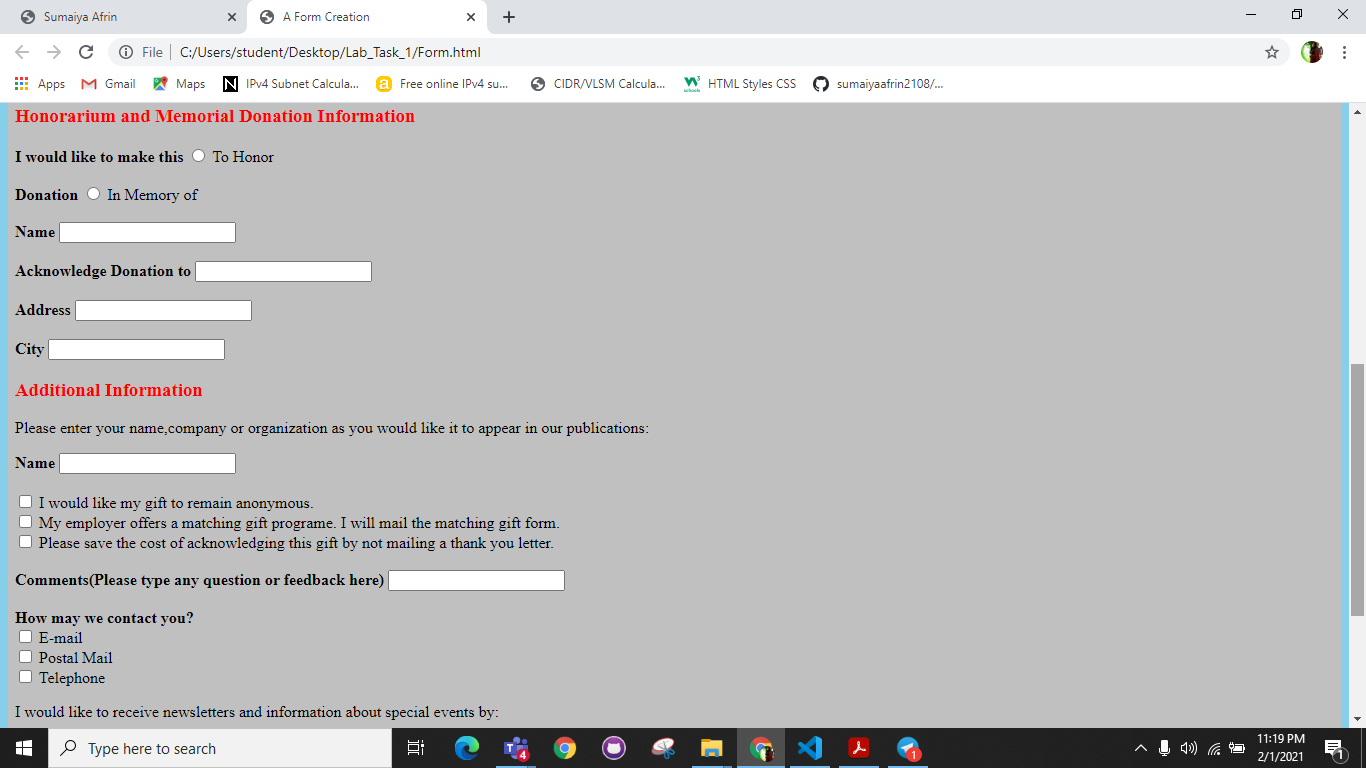 Sumaiya Afrin
A Form Creation
File C:/Users/student/Desktop/Lab_Task_1/Form.html
Apps Gmail Maps IPv4 Subnet Calcula... Free online IPv4 su... CIDR/VLSM Calcula... HTML Styles CSS sumaiyaafrin2108/...
Honorarium and Memorial Donation Information
I would like to make this To Honor
Donation In Memory of
Name
Acknowledge Donation to
Address
City
Additional Information
Please enter your name,company or organization as you would like it to appear in our publications:
Name
I would like my gift to remain anonymous.
My employer offers a matching gift programe. I will mail the matching gift form.
Please save the cost of acknowledging this gift by not mailing a thank you letter.
Comments(Please type any question or feedback here)
How may we contact you?
E-mail
Postal Mail
Telephone
I would like to receive newsletters and information about special events by:
Type here to search
4
1
11:19 PM
2/1/2021
1